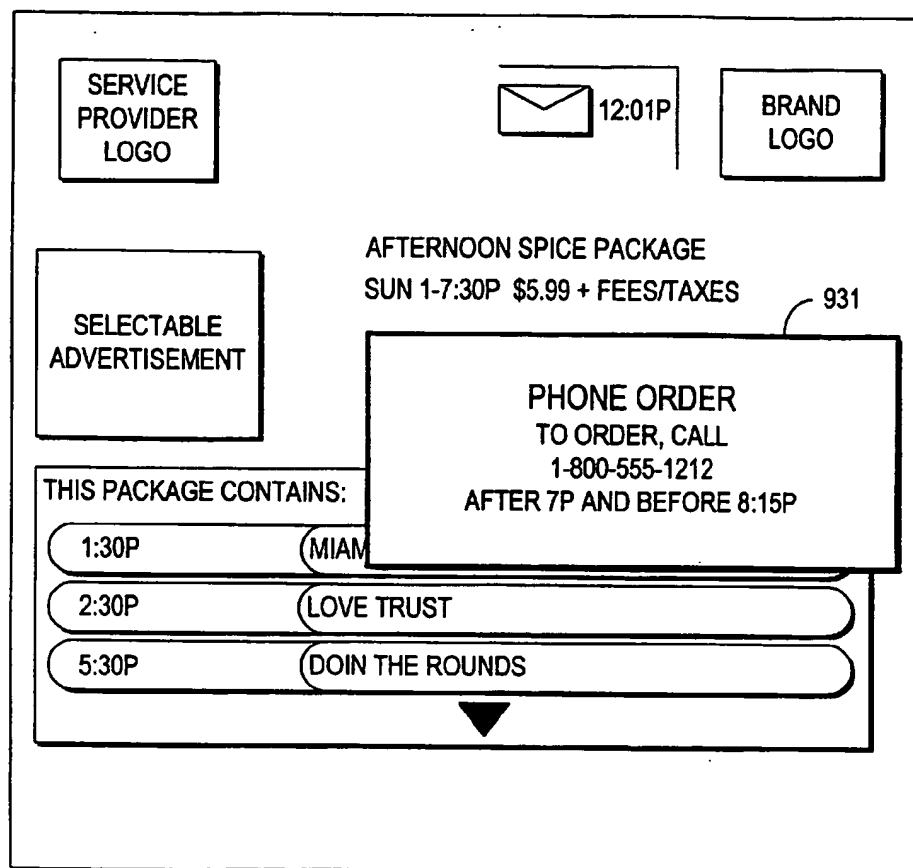 SERVICE
PROVIDER
LOGO
12:01P
BRAND
LOGO
AFTERNOON SPICE PACKAGE
SUN 1-7:30P $5.99 + FEES/TAXES
931
SELECTABLE
ADVERTISEMENT
PHONE ORDER
TO ORDER, CALL
1-800-555-1212
AFTER 7P AND BEFORE 8:15P
THIS PACKAGE CONTAINS:
1:30P MIAM
2:30P LOVE TRUST
5:30P DOIN THE ROUNDS